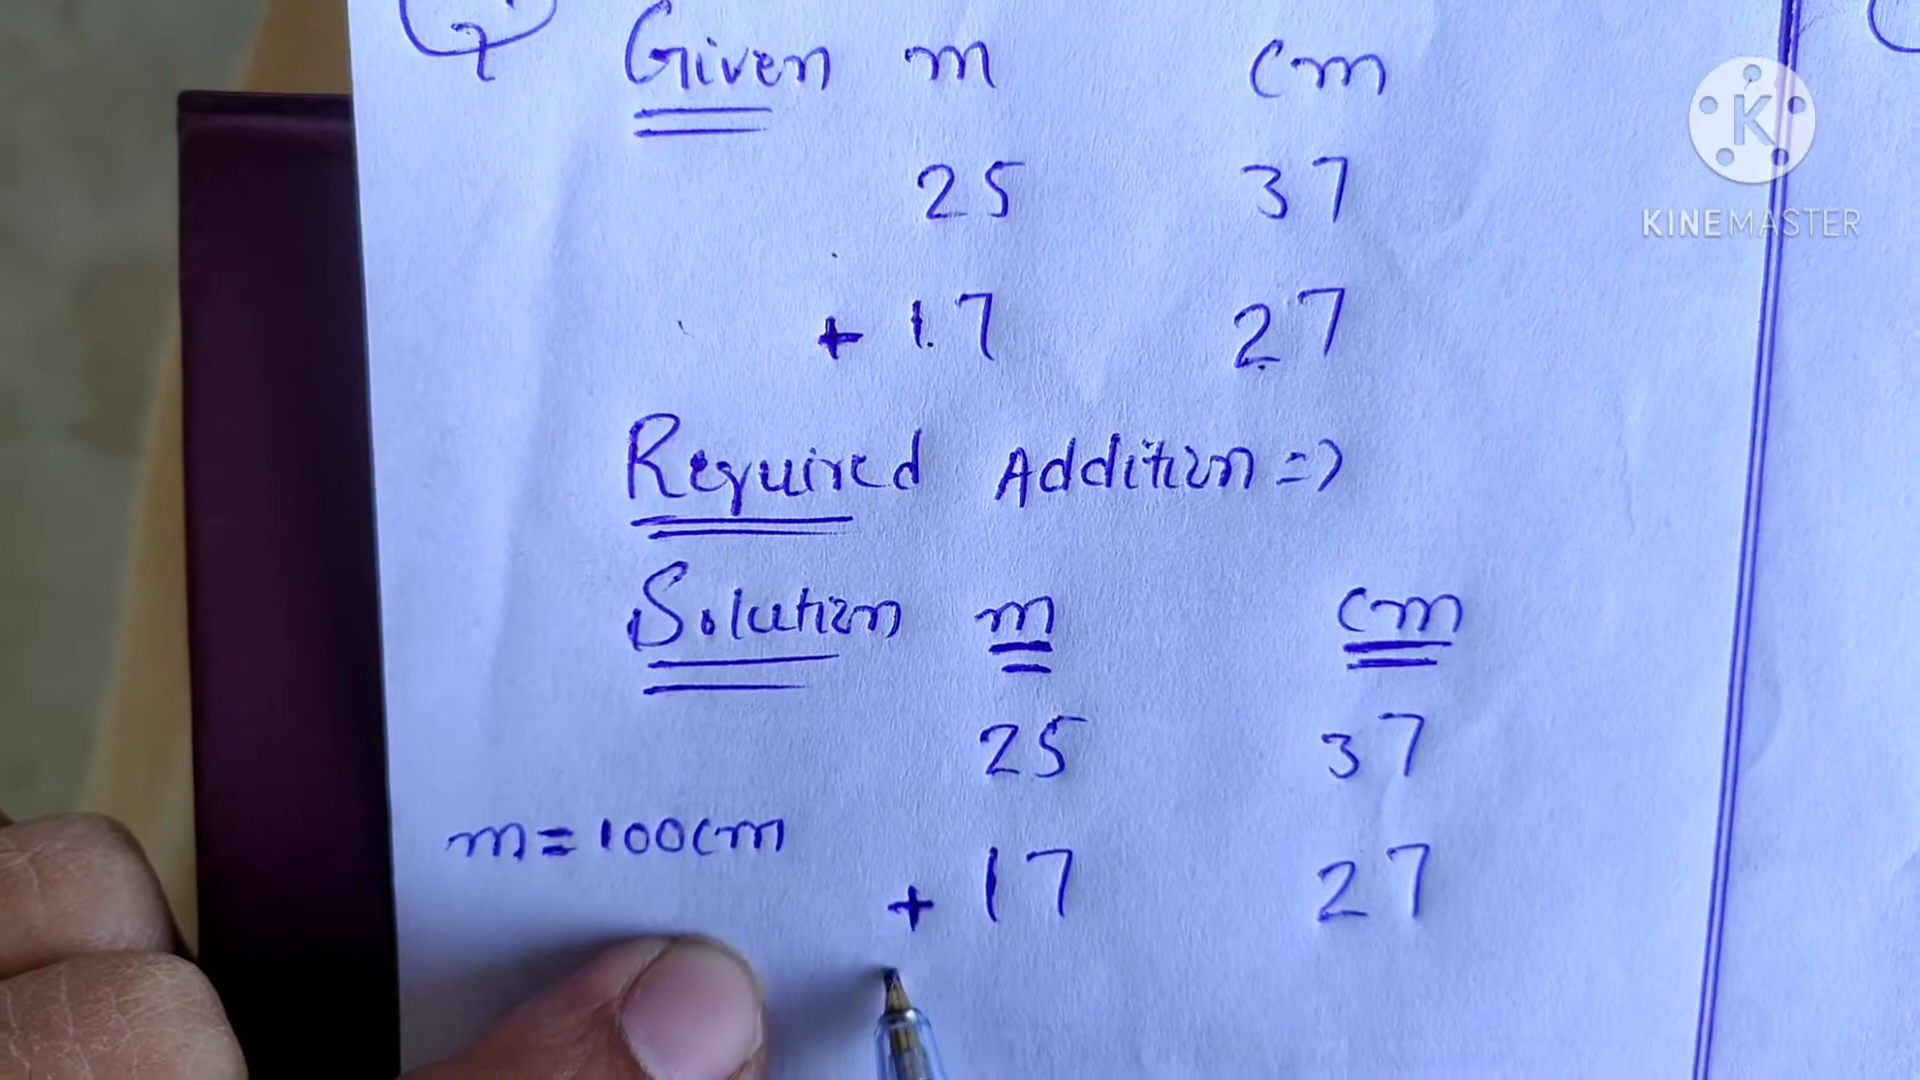 Given m cm
25 37
+ 17 27
Required Addition =>
Solution m cm
25 37
m = 100cm
+ 17 27
K
KINEMASTER